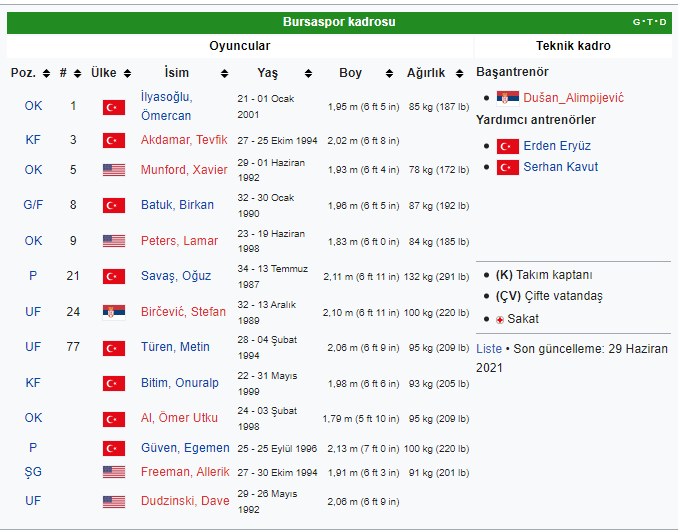 Bursaspor kadrosu
G · T · D
Oyuncular
Teknik kadro
Poz. # Ülke İsim Yaş Boy Ağırlık
OK 1 İlyasoğlu, Ömercan 21 - 01 Ocak 2001 1,95 m (6 ft 5 in) 85 kg (187 lb)
KF 3 Akdamar, Tevfik 27 - 25 Ekim 1994 2,02 m (6 ft 8 in)
OK 5 Munford, Xavier 29 - 01 Haziran 1992 1,93 m (6 ft 4 in) 78 kg (172 lb)
G/F 8 Batuk, Birkan 32 - 30 Ocak 1990 1,96 m (6 ft 5 in) 87 kg (192 lb)
OK 9 Peters, Lamar 23 - 19 Haziran 1998 1,83 m (6 ft 0 in) 84 kg (185 lb)
P 21 Savaş, Oğuz 34 - 13 Temmuz 1987 2,11 m (6 ft 11 in) 132 kg (291 lb)
UF 24 Birčević, Stefan 32 - 13 Aralık 1989 2,10 m (6 ft 11 in) 100 kg (220 lb)
UF 77 Türen, Metin 28 - 04 Şubat 1994 2,06 m (6 ft 9 in) 95 kg (209 lb)
KF Bitim, Onuralp 22 - 31 Mayıs 1999 1,98 m (6 ft 6 in) 93 kg (205 lb)
OK Al, Ömer Utku 24 - 03 Şubat 1998 1,79 m (5 ft 10 in) 95 kg (209 lb)
P Güven, Egemen 25 - 25 Eylül 1996 2,13 m (7 ft 0 in) 100 kg (220 lb)
ŞG Freeman, Allerik 27 - 30 Ekim 1994 1,91 m (6 ft 3 in) 91 kg (201 lb)
UF Dudzinski, Dave 29 - 26 Mayıs 1992 2,06 m (6 ft 9 in)
Başantrenör
• Dušan_Alimpijević
Yardımcı antrenörler
• Erden Eryüz
• Serhan Kavut
• (K) Takım kaptanı
• (ÇV) Çifte vatandaş
• Sakat
Liste • Son güncelleme: 29 Haziran
2021